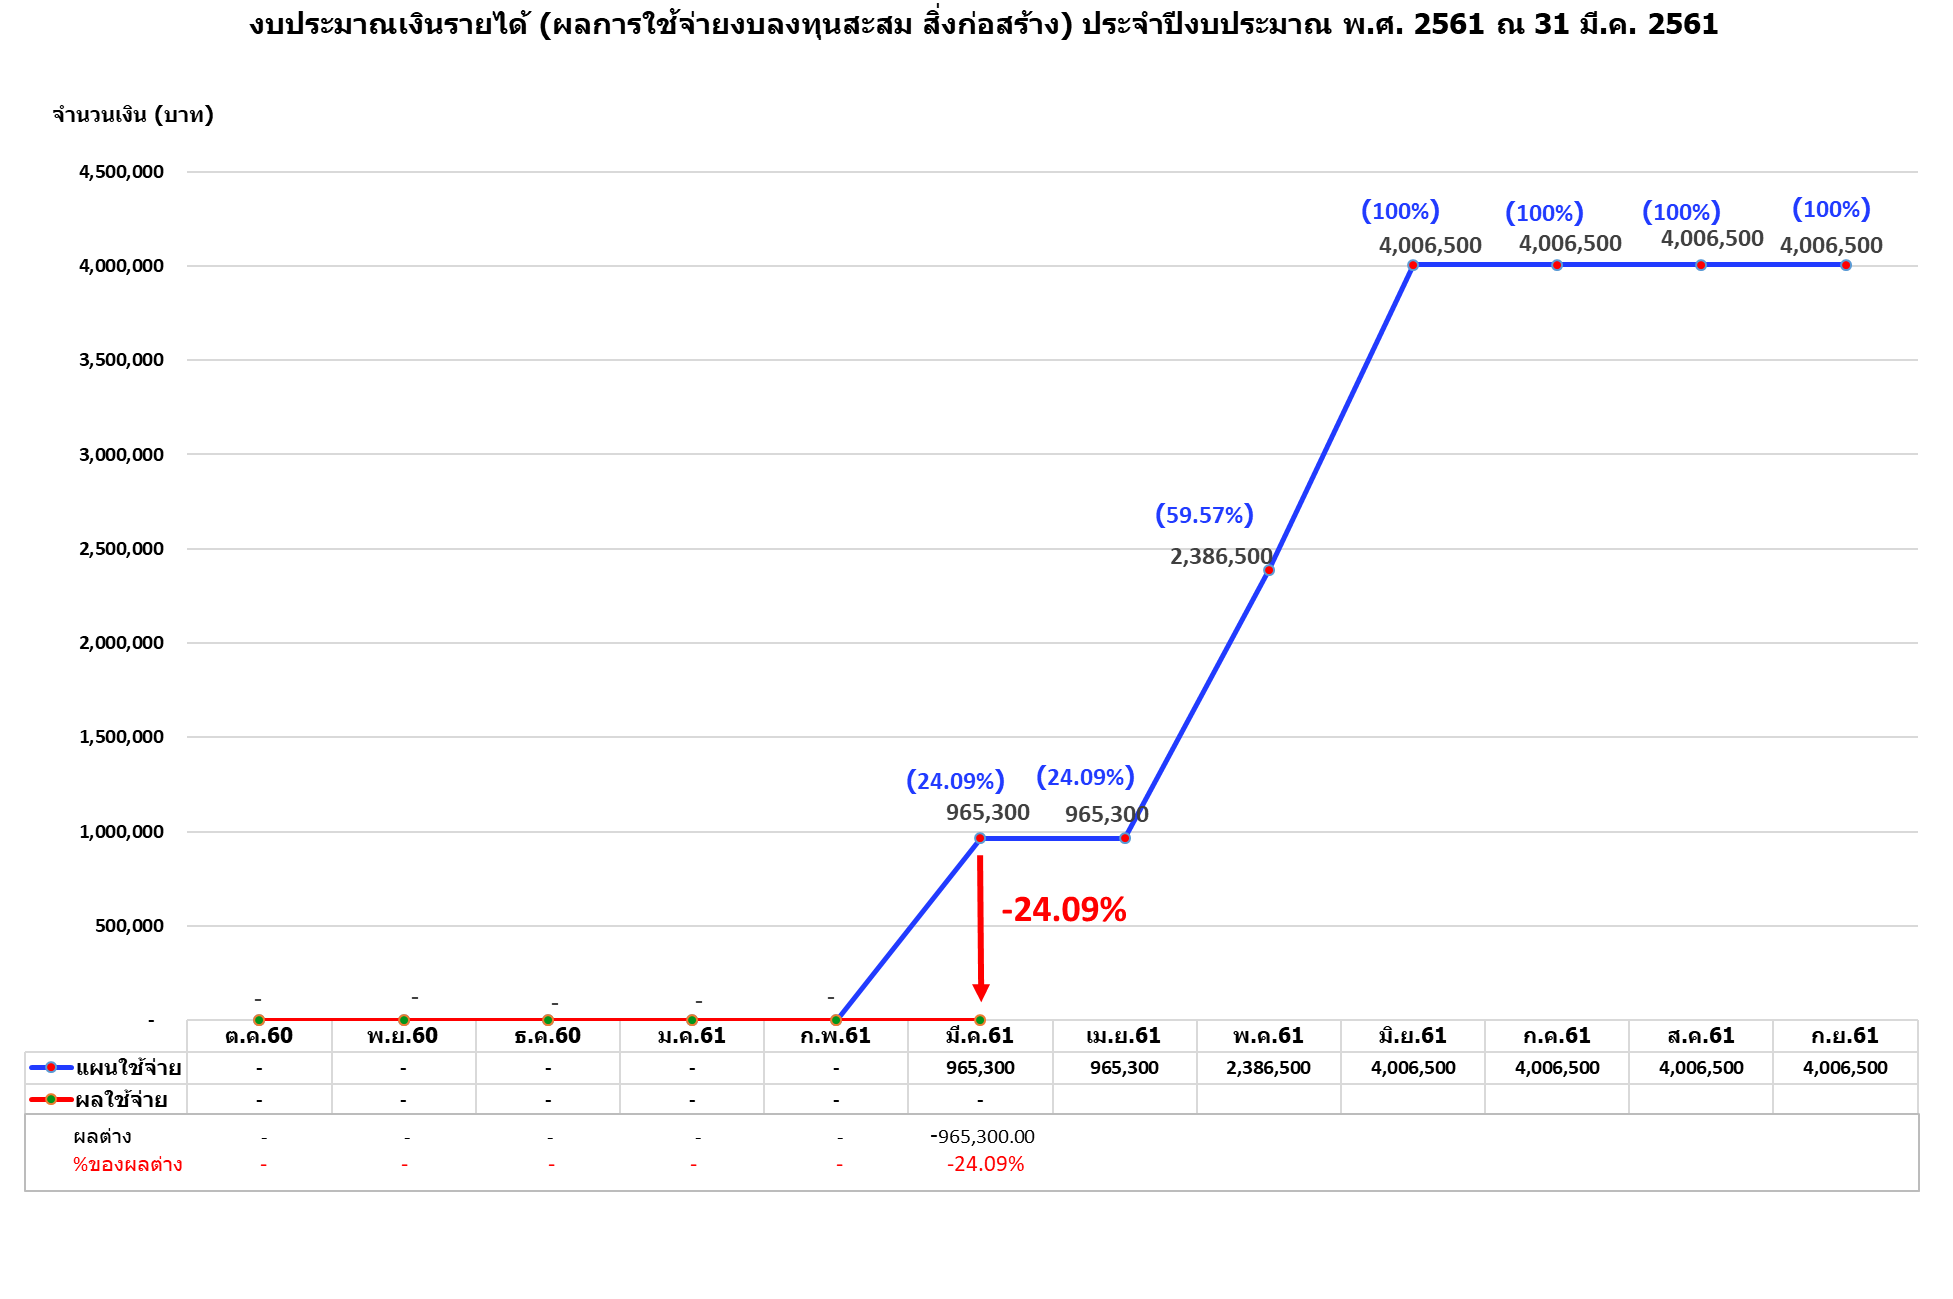 งบประมาณเงินรายได้ (ผลการใช้จ่ายงบลงทุนสะสม สิ่งก่อสร้าง) ประจำปีงบประมาณ พ.ศ. 2561 ณ 31 มี.ค. 2561
จำนวนเงิน (บาท)
4,500,000
(100%) (100%) (100%) (100%)
4,006,500 4,006,500 4,006,500 4,006,500
4,000,000
3,500,000
3,000,000
(59.57%)
2,500,000
2,386,500
2,000,000
1,500,000
(24.09%) (24.09%)
965,300 965,300
1,000,000
-24.09%
500,000
- - - - -
-
ต.ค.60 พ.ย.60 ธ.ค.60 ม.ค.61 ก.พ.61 มี.ค.61 เม.ย.61 พ.ค.61 มิ.ย.61 ก.ค.61 ส.ค.61 ก.ย.61
แผนใช้จ่าย - - - - - 965,300 965,300 2,386,500 4,006,500 4,006,500 4,006,500 4,006,500
ผลใช้จ่าย - - - - - -
ผลต่าง - - - - - -965,300.00
%ของผลต่าง - - - - - -24.09%